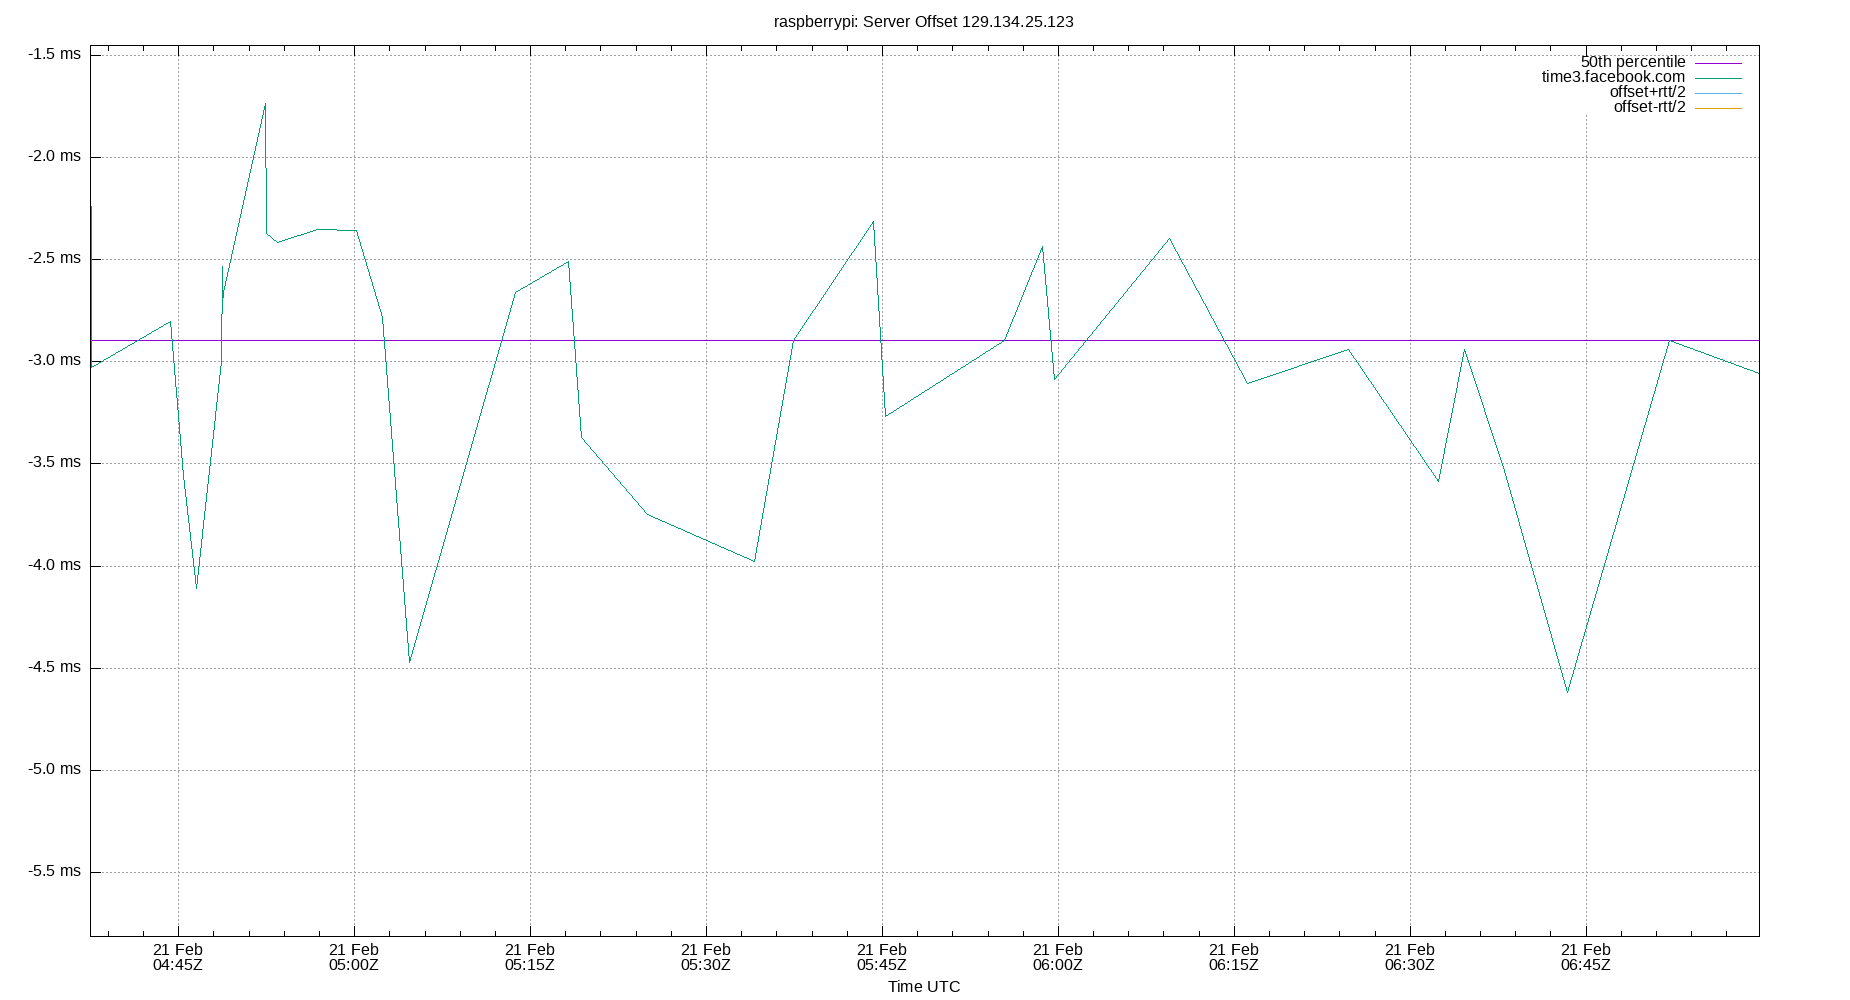 raspberrypi: Server Offset 129.134.25.123
-1.5 ms
50th percentile
time3.facebook.com
offset+rtt/2
offset-rtt/2
-2.0 ms
-2.5 ms
-3.0 ms
-3.5 ms
-4.0 ms
-4.5 ms
-5.0 ms
-5.5 ms
21 Feb 21 Feb 21 Feb 21 Feb 21 Feb 21 Feb 21 Feb 21 Feb 21 Feb
04:45Z 05:00Z 05:15Z 05:30Z 05:45Z 06:00Z 06:15Z 06:30Z 06:45Z
Time UTC